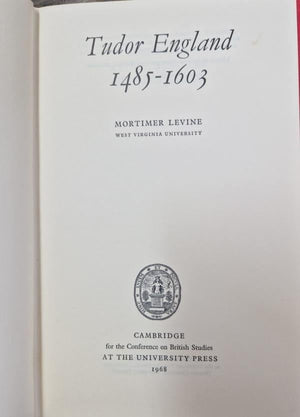 Tudor England
1485-1603
MORTIMER LEVINE
WEST VIRGINIA UNIVERSITY
CAMBRIDGE
for the Conference on British Studies
AT THE UNIVERSITY PRESS
1968